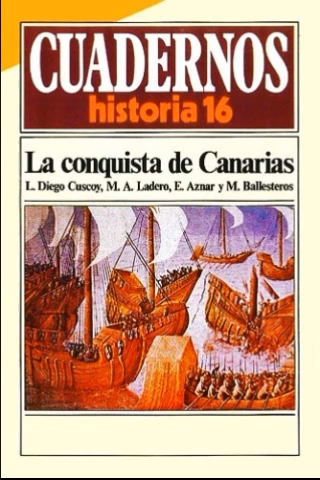 CUADERNOS
historia 16
La conquista de Canarias
L. Diego Cuscoy, M. A. Ladero, E. Aznar y M. Ballesteros